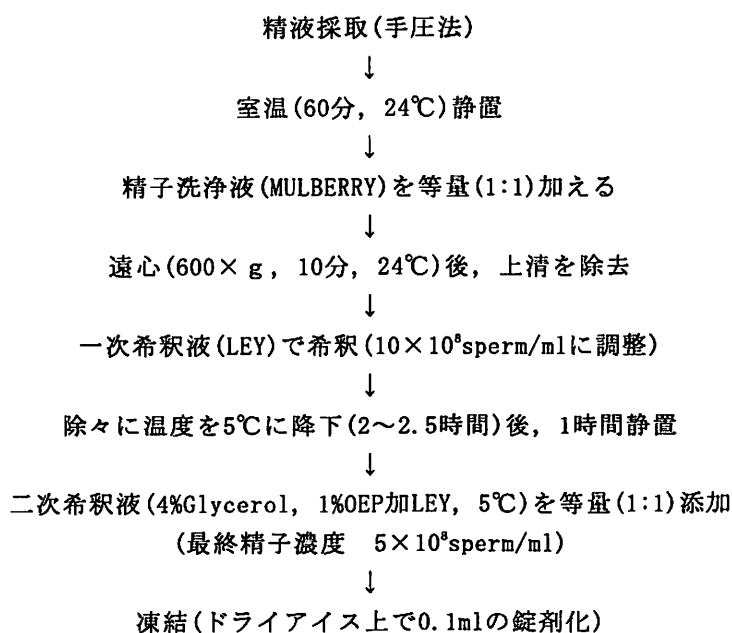 精液採取(手圧法)
↓
室温(60分, 24℃)静置
↓
精子洗浄液(MULBERRY)を等量(1:1)加える
↓
遠心(600×g, 10分, 24℃)後, 上清を除去
↓
一次希釈液(LEY)で希釈(10×10⁸sperm/mlに調整)
↓
除々に温度を5℃に降下(2～2.5時間)後, 1時間静置
↓
二次希釈液(4%Glycerol, 1%OEP加LEY, 5℃)を等量(1:1)添加
(最終精子濃度 5×10⁸sperm/ml)
↓
凍結(ドライアイス上で0.1mlの錠剤化)